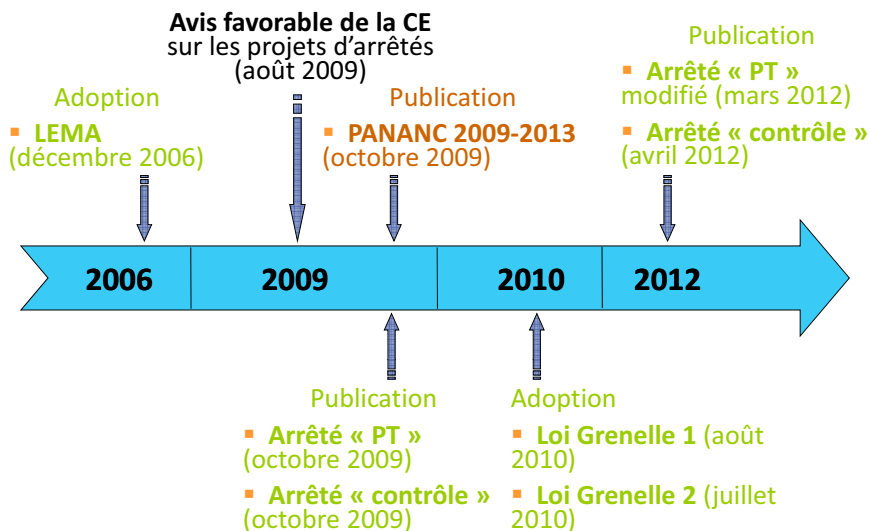 Avis favorable de la CE
sur les projets d'arrêtés
(août 2009)
Adoption
▪ LEMA
(décembre 2006)
Publication
▪ PANANC 2009-2013
(octobre 2009)
Publication
▪ Arrêté « PT »
modifié (mars 2012)
▪ Arrêté « contrôle »
(avril 2012)
2006
2009
2010
2012
Publication
▪ Arrêté « PT »
(octobre 2009)
▪ Arrêté « contrôle »
(octobre 2009)
Adoption
▪ Loi Grenelle 1 (août
2010)
▪ Loi Grenelle 2 (juillet
2010)